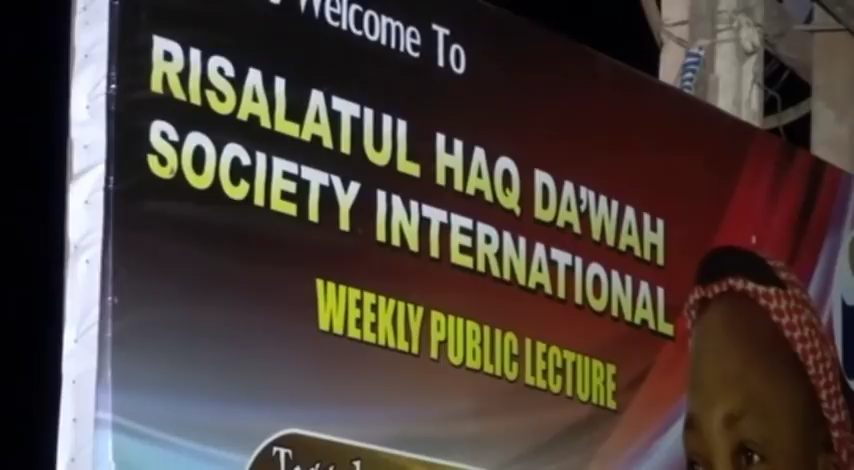 Welcome To
RISALATUL HAQ DA'WAH
SOCIETY INTERNATIONAL
WEEKLY PUBLIC LECTURE